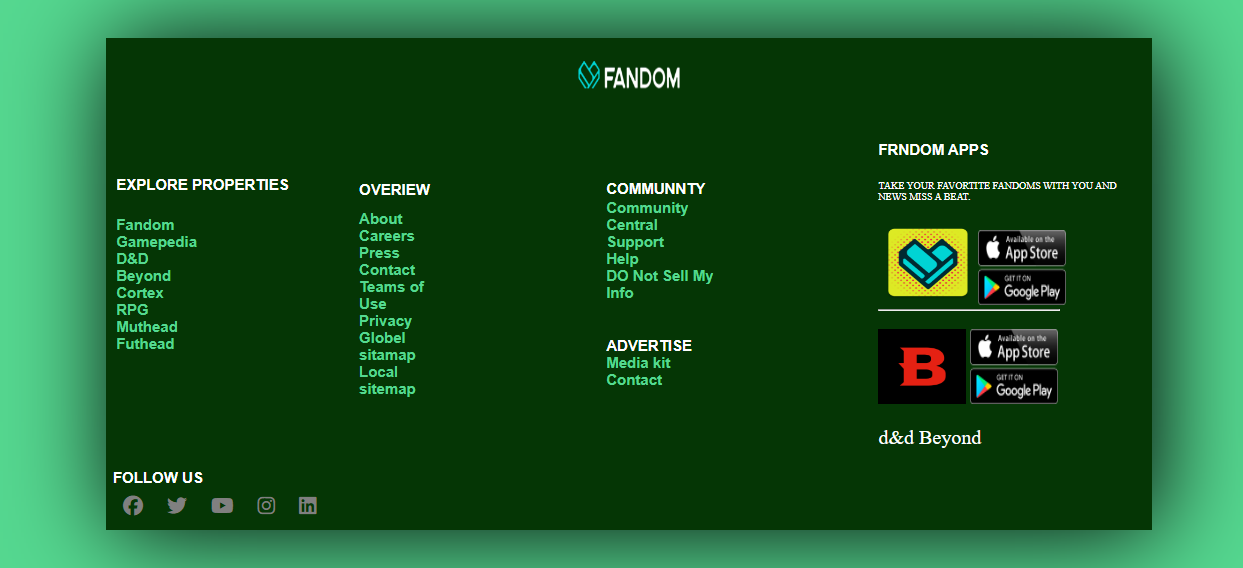 FANDOM
EXPLORE PROPERTIES
Fandom
Gamepedia
D&D
Beyond
Cortex
RPG
Muthead
Futhead
OVERIEW
About
Careers
Press
Contact
Teams of
Use
Privacy
Globel
sitamap
Local
sitemap
COMMUNNTY
Community
Central
Support
Help
DO Not Sell My
Info
ADVERTISE
Media kit
Contact
FRNDOM APPS
TAKE YOUR FAVORTITE FANDOMS WITH YOU AND
NEWS MISS A BEAT.
Available on the
App Store
GET IT ON
Google Play
B
Available on the
App Store
GET IT ON
Google Play
d&d Beyond
FOLLOW US